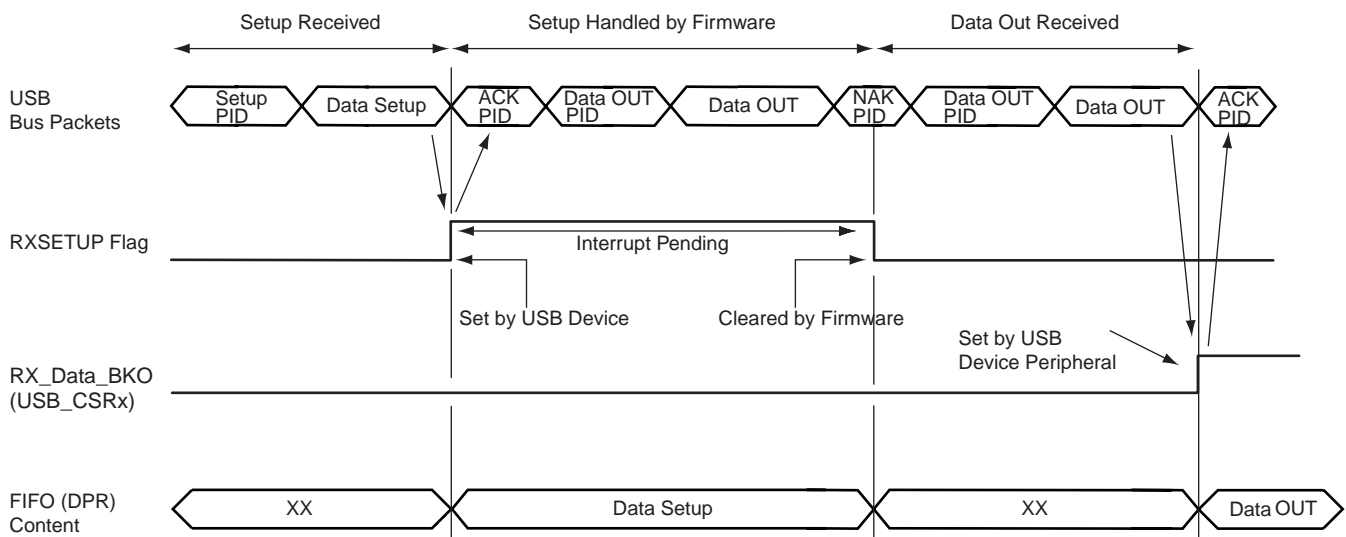 Setup Received
Setup Handled by Firmware
Data Out Received
USB
Bus Packets
Setup
PID
Data Setup
ACK
PID
Data OUT
PID
Data OUT
NAK
PID
Data OUT
PID
Data OUT
ACK
PID
RXSETUP Flag
Interrupt Pending
Set by USB Device
Cleared by Firmware
Set by USB
Device Peripheral
RX_Data_BKO
(USB_CSRx)
FIFO (DPR)
Content
XX
Data Setup
XX
Data OUT